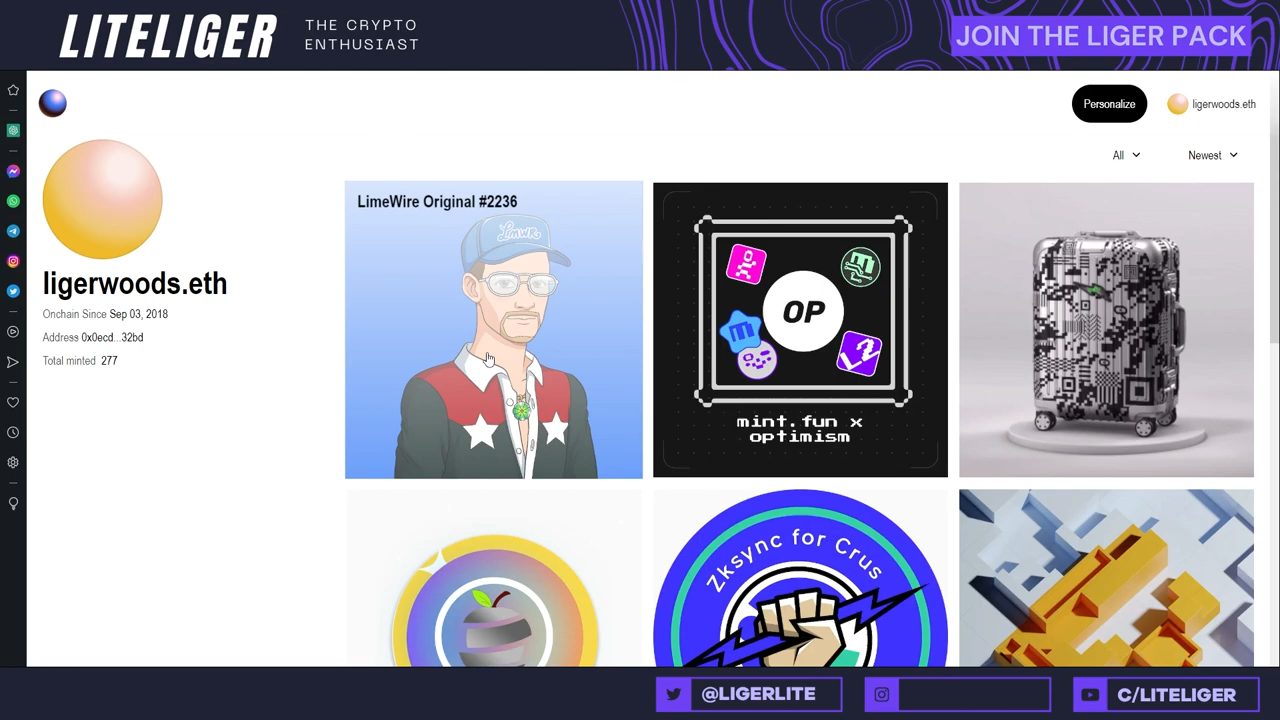 LITELIGER
THE CRYPTO
ENTHUSIAST
JOIN THE LIGER PACK
Personalize
ligerwoods.eth
All
Newest
ligerwoods.eth
Onchain Since Sep 03, 2018
Address 0x0ecd...32bd
Total minted 277
LimeWire Original #2236
Lmwr
OP
mint.fun x
optimism
Zksync for Crus
@LIGERLITE
C/LITELIGER